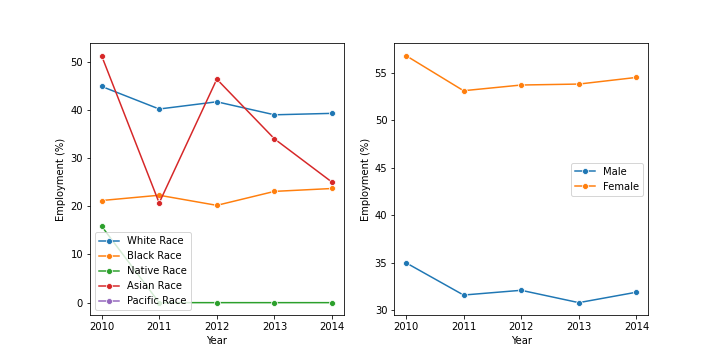 50
40
30
20
10
0
Employment (%)
White Race
Black Race
Native Race
Asian Race
Pacific Race
2010 2011 2012 2013 2014
Year
55
50
45
40
35
30
Employment (%)
Male
Female
2010 2011 2012 2013 2014
Year